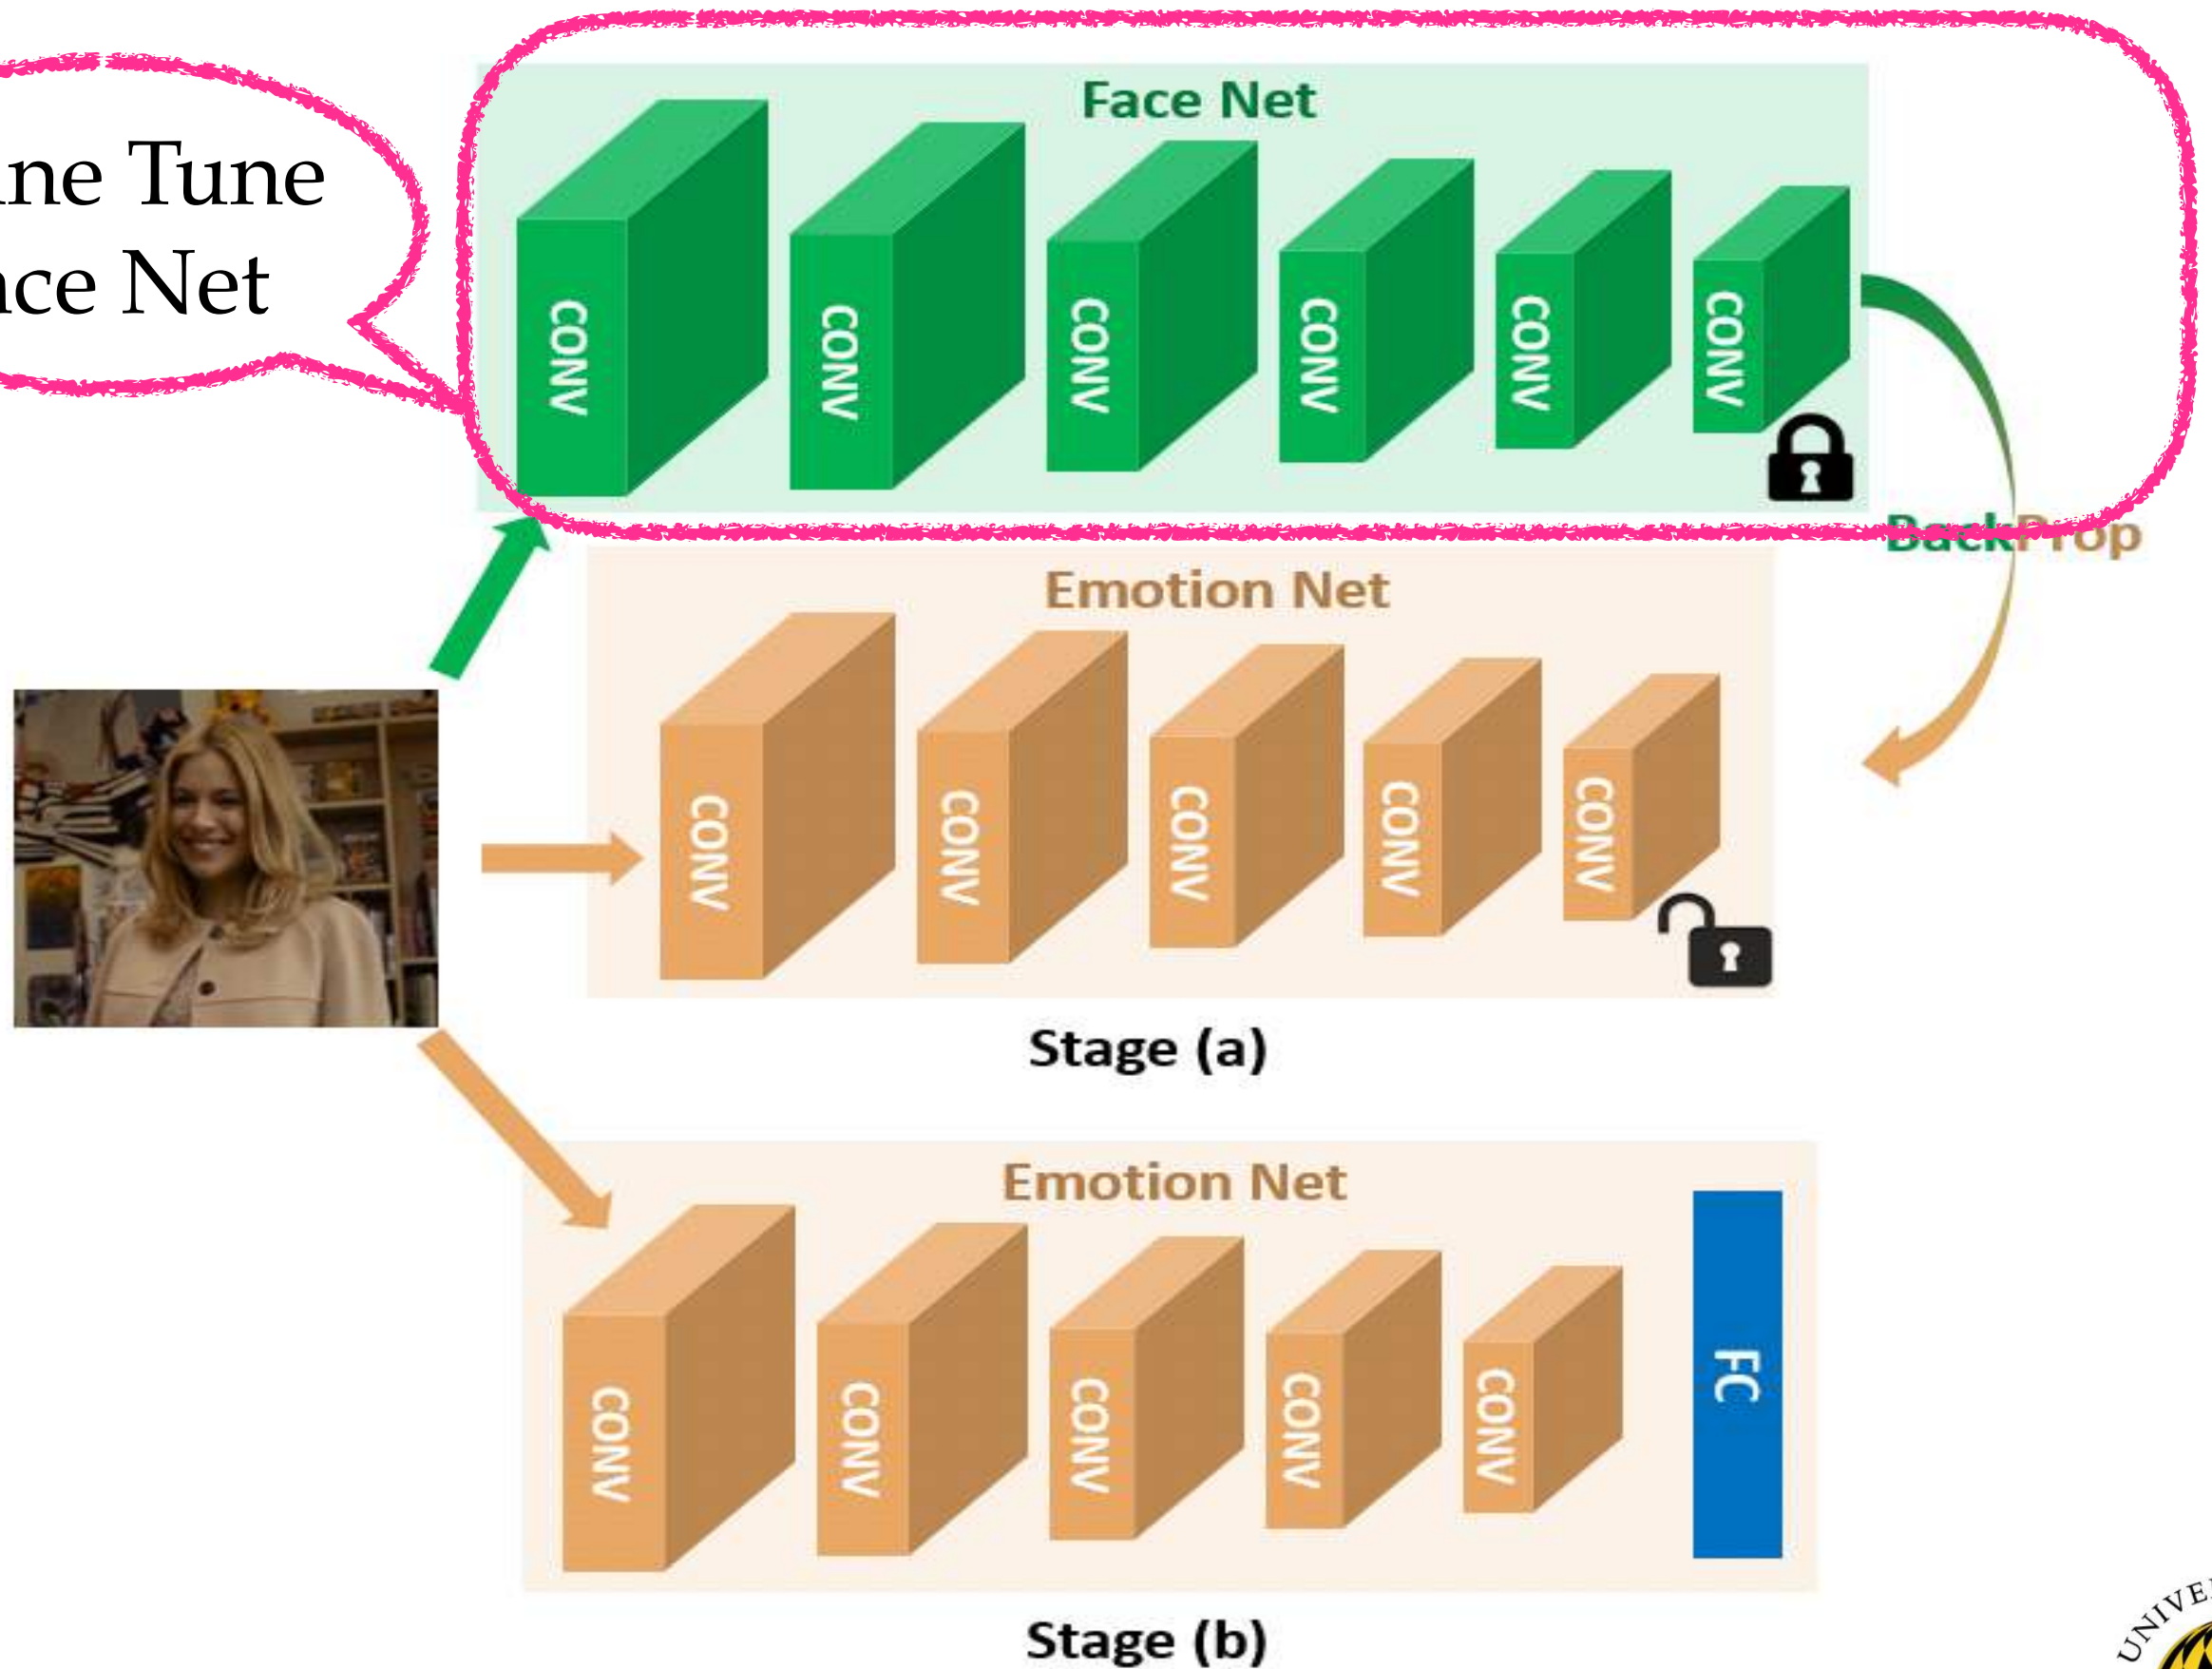 Face Net
ne Tune
ce Net
CONV CONV CONV CONV CONV CONV
BackProp
Emotion Net
CONV CONV CONV CONV CONV
Stage (a)
Emotion Net
CONV CONV CONV CONV CONV FC
Stage (b)